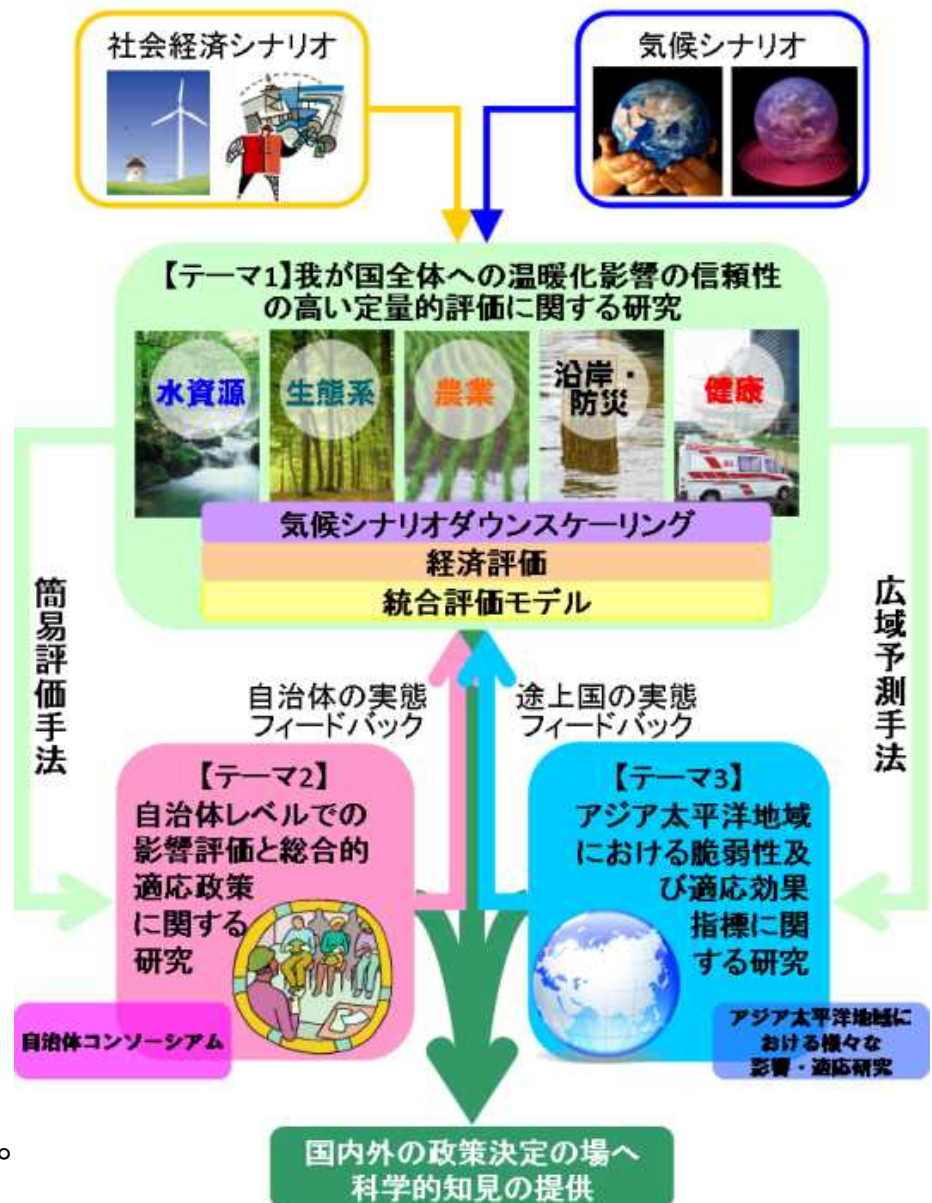 社会経済シナリオ
気候シナリオ
【テーマ1】我が国全体への温暖化影響の信頼性
の高い定量的評価に関する研究
水資源
生態系
農業
沿岸・
防災
健康
気候シナリオダウンスケーリング
経済評価
統合評価モデル
簡易評価手法
広域予測手法
自治体の実態
フィードバック
途上国の実態
フィードバック
【テーマ2】
自治体レベルでの
影響評価と総合的
適応政策
に関する
研究
【テーマ3】
アジア太平洋地域
における脆弱性及
び適応効果
指標に関
する研究
自治体コンソーシアム
アジア太平洋地域に
おける様々な
影響・適応研究
。
国内外の政策決定の場へ
科学的知見の提供